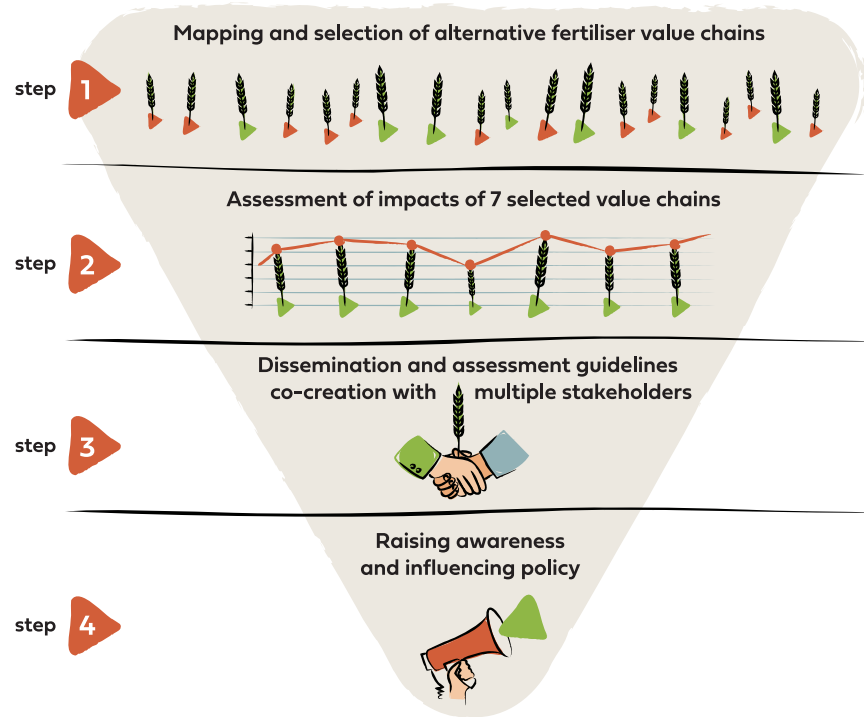 Mapping and selection of alternative fertiliser value chains
step 1
Assessment of impacts of 7 selected value chains
step 2
Dissemination and assessment guidelines
co-creation with multiple stakeholders
step 3
Raising awareness
and influencing policy
step 4